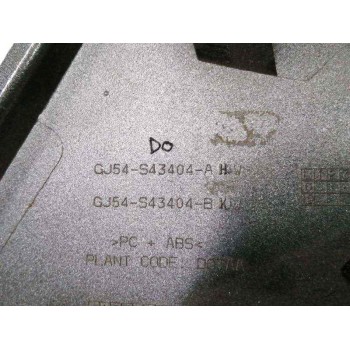 DO
GJ54-S43404-A
GJ54-S43404-B
>PC + ABS<
PLANT CODE: